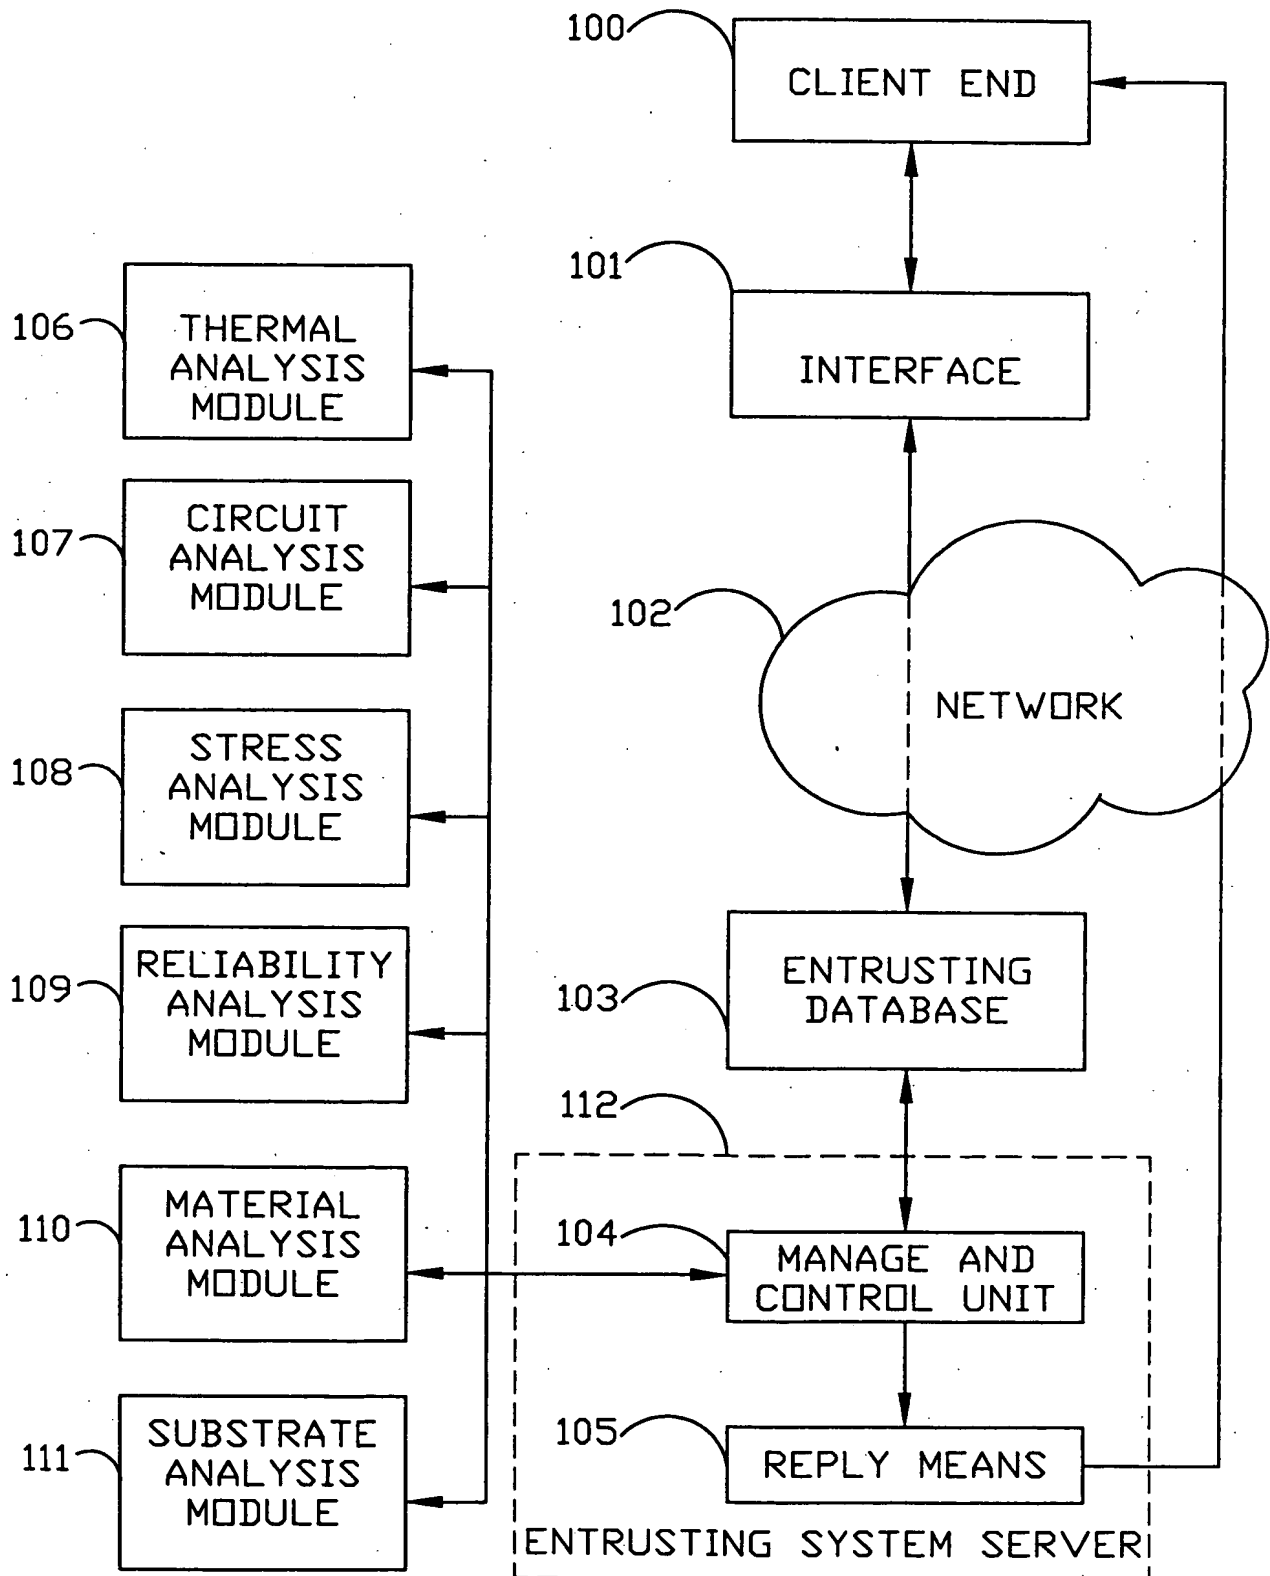 100
CLIENT END
101
INTERFACE
106
THERMAL
ANALYSIS
MODULE
107
CIRCUIT
ANALYSIS
MODULE
102
NETWORK
108
STRESS
ANALYSIS
MODULE
109
RELIABILITY
ANALYSIS
MODULE
103
ENTRUSTING
DATABASE
112
110
MATERIAL
ANALYSIS
MODULE
104
MANAGE AND
CONTROL UNIT
111
SUBSTRATE
ANALYSIS
MODULE
105
REPLY MEANS
ENTRUSTING SYSTEM SERVER